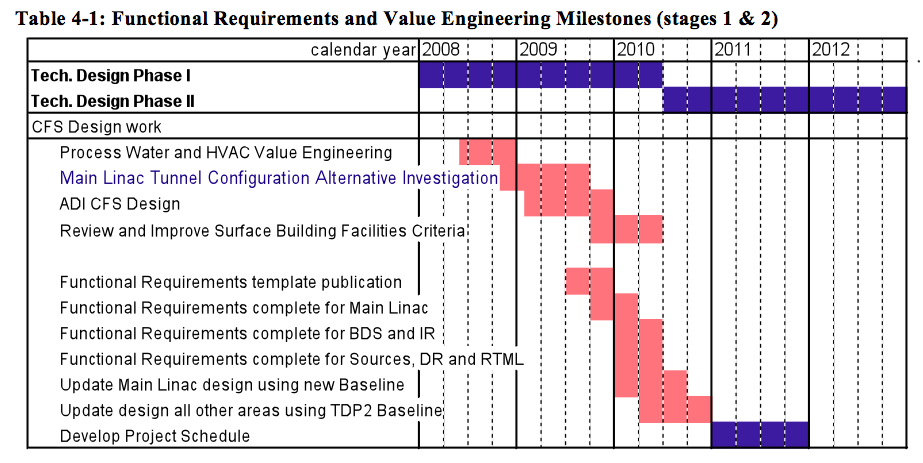 Table 4-1: Functional Requirements and Value Engineering Milestones (stages 1 & 2)
calendar year 2008 2009 2010 2011 2012
Tech. Design Phase I
Tech. Design Phase II
CFS Design work
Process Water and HVAC Value Engineering
Main Linac Tunnel Configuration Alternative Investigation
ADI CFS Design
Review and Improve Surface Building Facilities Criteria
Functional Requirements template publication
Functional Requirements complete for Main Linac
Functional Requirements complete for BDS and IR
Functional Requirements complete for Sources, DR and RTML
Update Main Linac design using new Baseline
Update design all other areas using TDP2 Baseline
Develop Project Schedule